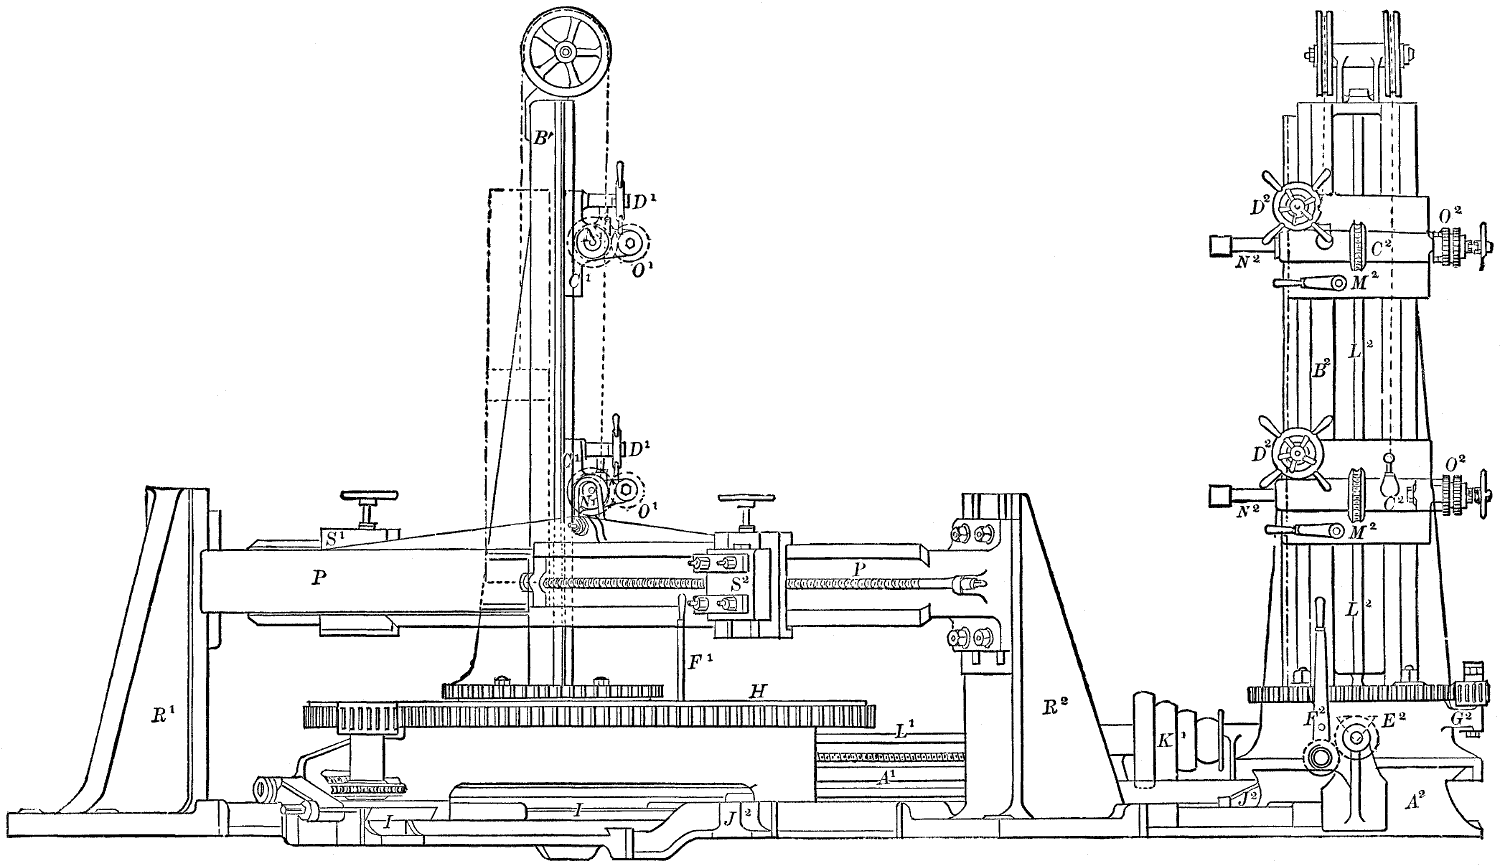 B'
D¹
O¹
C¹
D¹
C¹
N¹
O¹
S¹
P
S²
P
F¹
H
R¹
R²
L¹
A¹
K¹
I
I
J²
D²
O²
N²
C²
M²
L²
B²
D²
O²
N²
C²
M²
L²
F²
E²
G²
J²
A²